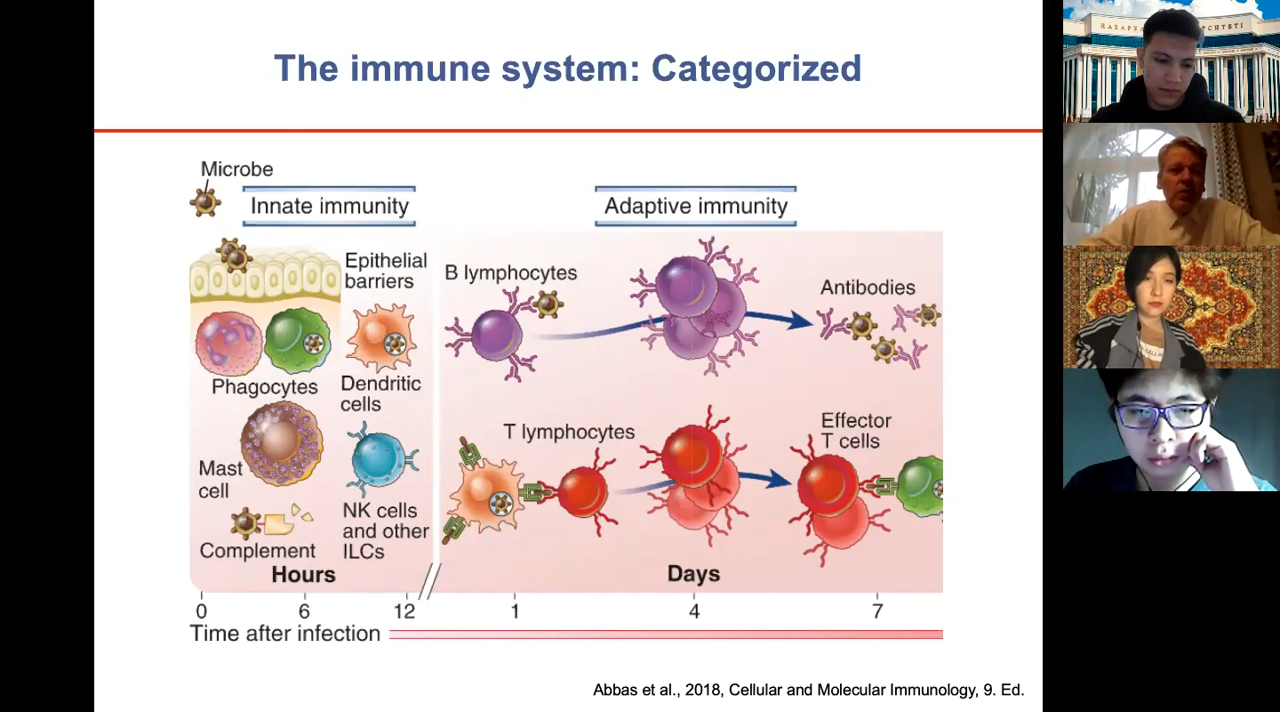 The immune system: Categorized
Microbe
Innate immunity
Adaptive immunity
Epithelial
barriers
B lymphocytes
Antibodies
Phagocytes
Dendritic
cells
T lymphocytes
Effector
T cells
Mast
cell
NK cells
and other
ILCs
Complement
Hours
Days
0
6
12
1
4
7
Time after infection
Abbas et al., 2018, Cellular and Molecular Immunology, 9. Ed.